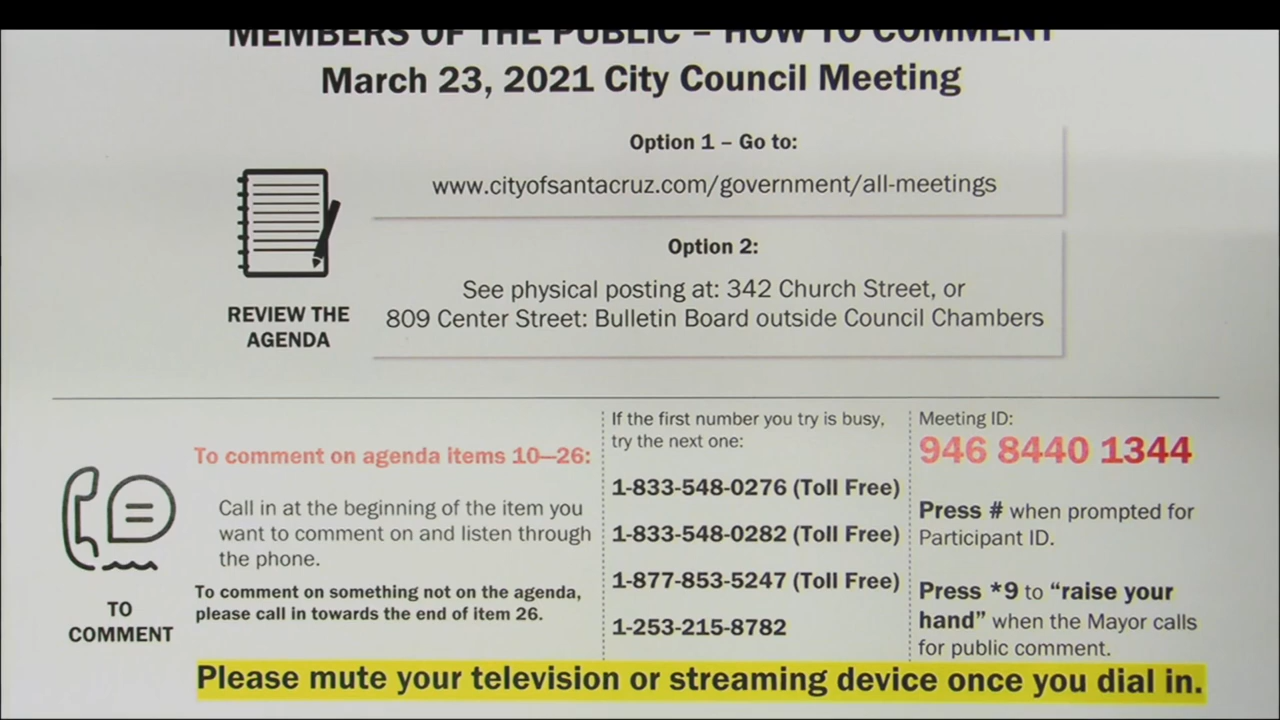 MEMBERS OF THE PUBLIC – HOW TO COMMENT
March 23, 2021 City Council Meeting
Option 1 – Go to:
www.cityofsantacruz.com/government/all-meetings
Option 2:
See physical posting at: 342 Church Street, or
809 Center Street: Bulletin Board outside Council Chambers
REVIEW THE
AGENDA
To comment on agenda items 10—26:
Call in at the beginning of the item you
want to comment on and listen through
the phone.
To comment on something not on the agenda,
please call in towards the end of item 26.
TO
COMMENT
If the first number you try is busy,
try the next one:
1-833-548-0276 (Toll Free)
1-833-548-0282 (Toll Free)
1-877-853-5247 (Toll Free)
1-253-215-8782
Meeting ID:
946 8440 1344
Press # when prompted for
Participant ID.
Press *9 to “raise your
hand” when the Mayor calls
for public comment.
Please mute your television or streaming device once you dial in.